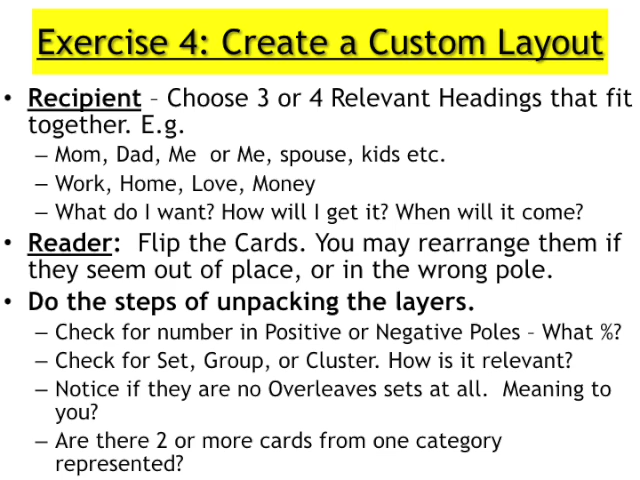 Exercise 4: Create a Custom Layout
• Recipient – Choose 3 or 4 Relevant Headings that fit
together. E.g.
– Mom, Dad, Me or Me, spouse, kids etc.
– Work, Home, Love, Money
– What do I want? How will I get it? When will it come?
• Reader: Flip the Cards. You may rearrange them if
they seem out of place, or in the wrong pole.
• Do the steps of unpacking the layers.
– Check for number in Positive or Negative Poles – What %?
– Check for Set, Group, or Cluster. How is it relevant?
– Notice if they are no Overleaves sets at all. Meaning to
you?
– Are there 2 or more cards from one category
represented?